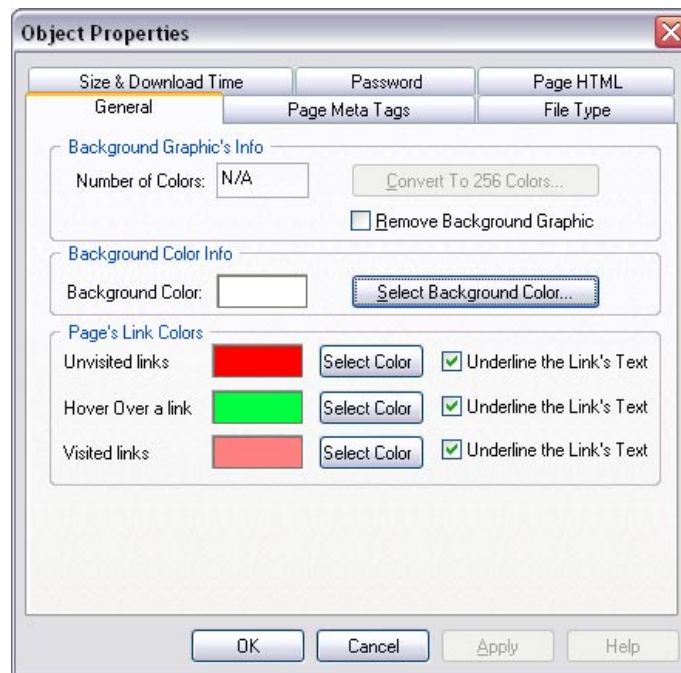 Object Properties
Size & Download Time Password Page HTML
General Page Meta Tags File Type
Background Graphic's Info
Number of Colors: N/A Convert To 256 Colors...
Remove Background Graphic
Background Color Info
Background Color: Select Background Color...
Page's Link Colors
Unvisited links Select Color Underline the Link's Text
Hover Over a link Select Color Underline the Link's Text
Visited links Select Color Underline the Link's Text
OK Cancel Apply Help